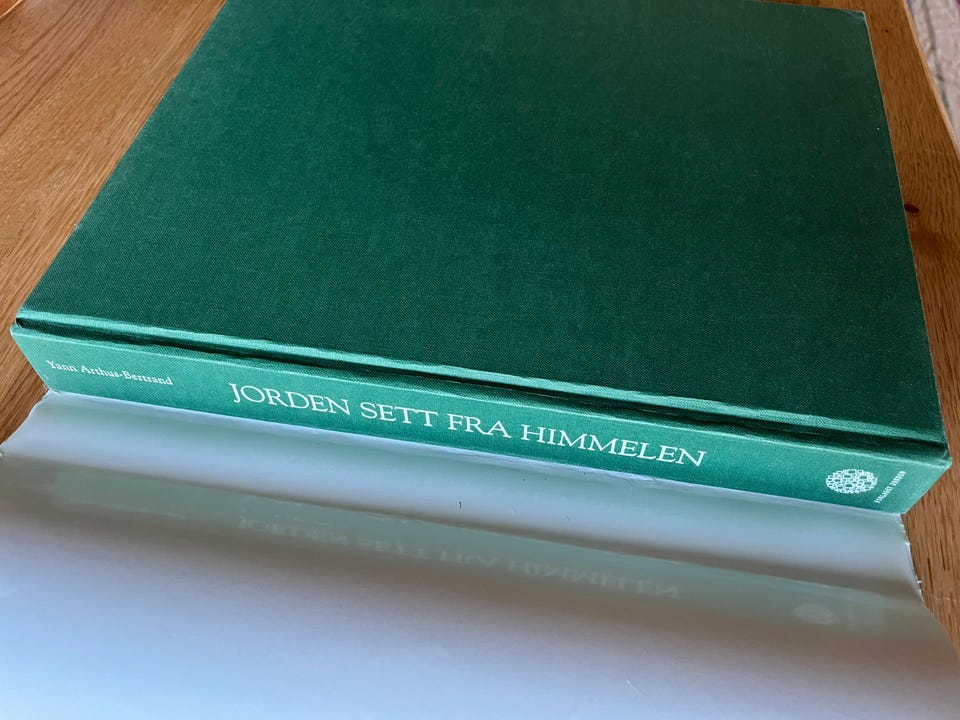 Yann Arthus-Bertrand
JORDEN SETT FRA HIMMELEN